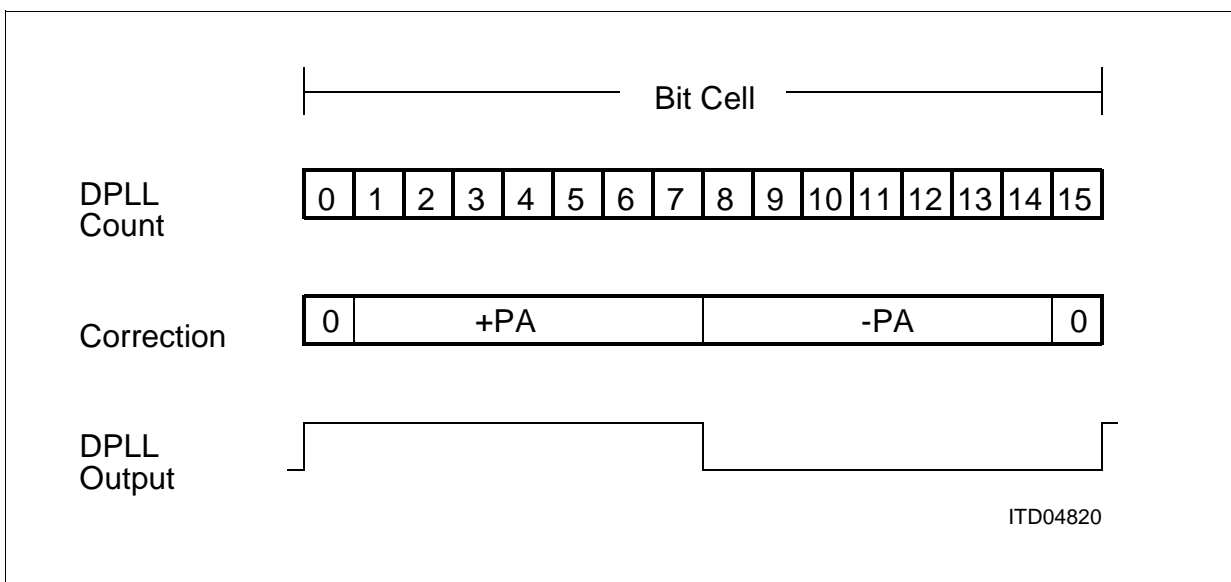 Bit Cell
DPLL
Count
0 1 2 3 4 5 6 7 8 9 10 11 12 13 14 15
Correction
0 +PA -PA 0
DPLL
Output
ITD04820